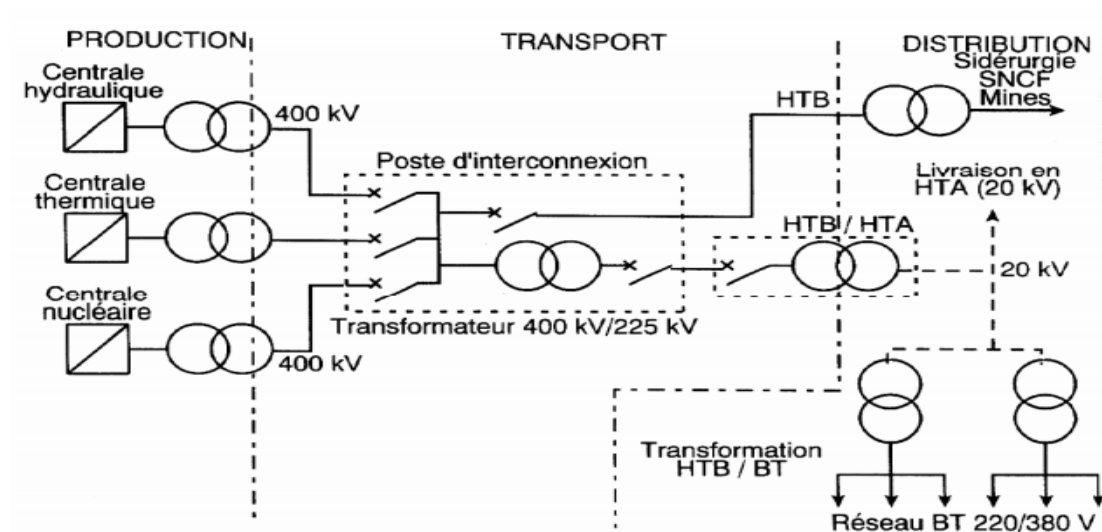 PRODUCTION
TRANSPORT
DISTRIBUTION
Sidérurgie
SNCF
Mines
Centrale
hydraulique
400 kV
HTB
Poste d'interconnexion
Livraison en
HTA (20 kV)
Centrale
thermique
HTB / HTA
20 kV
Centrale
nucléaire
Transformateur 400 kV/225 kV
400 kV
Transformation
HTB / BT
Réseau BT 220/380 V